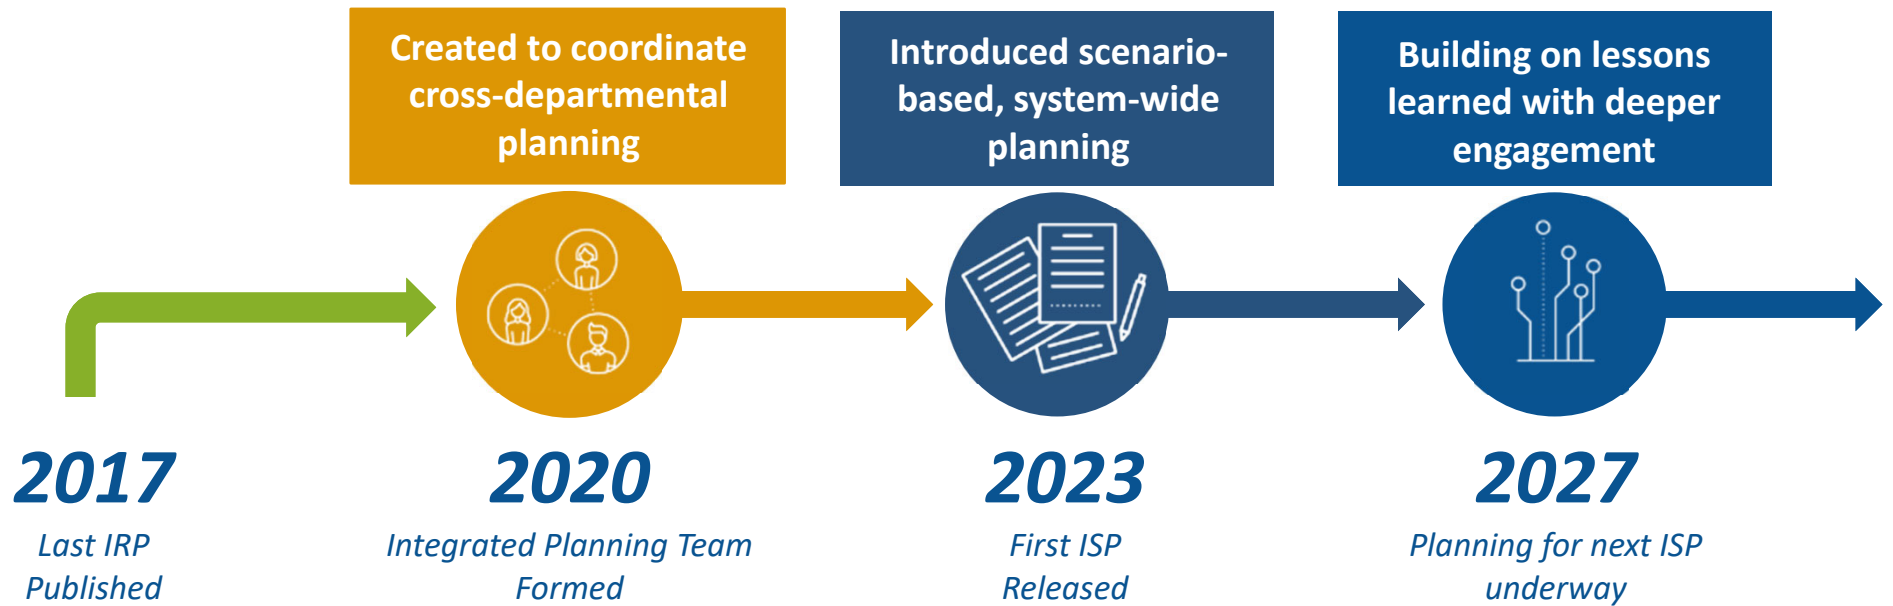 Created to coordinate
cross-departmental
planning
Introduced scenario-
based, system-wide
planning
Building on lessons
learned with deeper
engagement
2017
Last IRP
Published
2020
Integrated Planning Team
Formed
2023
First ISP
Released
2027
Planning for next ISP
underway